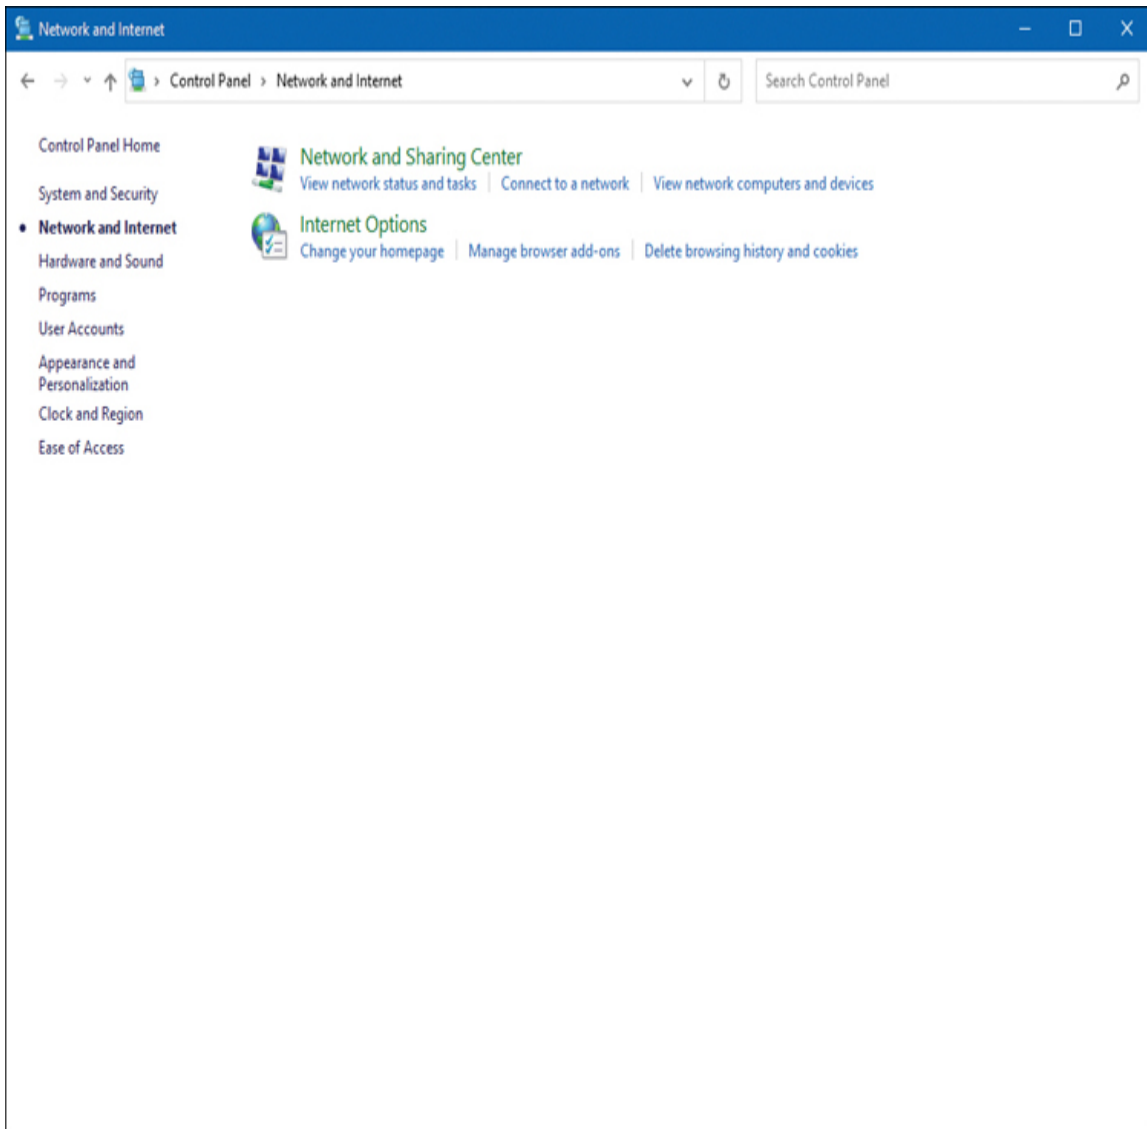 Network and Internet
Control Panel > Network and Internet
Search Control Panel
Control Panel Home
System and Security
Network and Internet
Hardware and Sound
Programs
User Accounts
Appearance and
Personalization
Clock and Region
Ease of Access
Network and Sharing Center
View network status and tasks | Connect to a network | View network computers and devices
Internet Options
Change your homepage | Manage browser add-ons | Delete browsing history and cookies